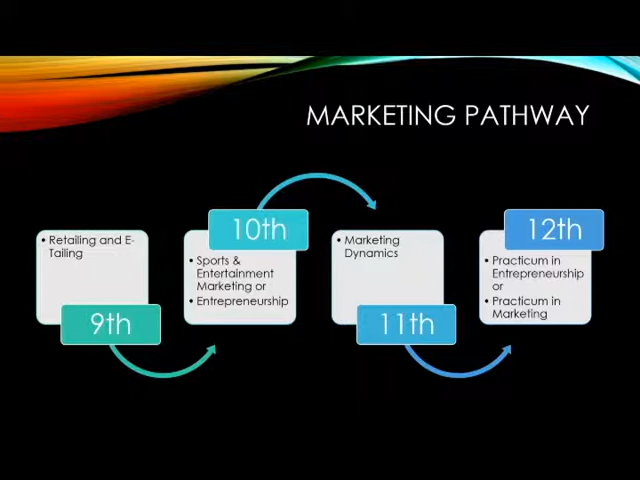 MARKETING PATHWAY
• Retailing and E-
Tailing
9th
10th
• Sports &
Entertainment
Marketing or
• Entrepreneurship
• Marketing
Dynamics
11th
12th
• Practicum in
Entrepreneurship
or
• Practicum in
Marketing